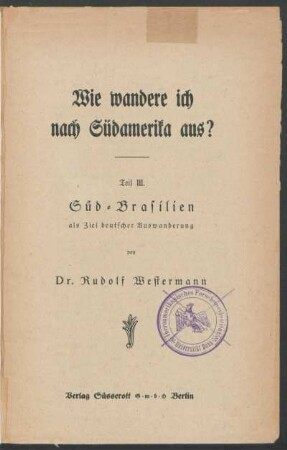 Wie wandere ich
nach Südamerika aus?
Teil III.
Süd-Brasilien
als Ziel deutscher Auswanderung
von
Dr. Rudolf Westermann
Verlag Süsserott G-m-b-H Berlin